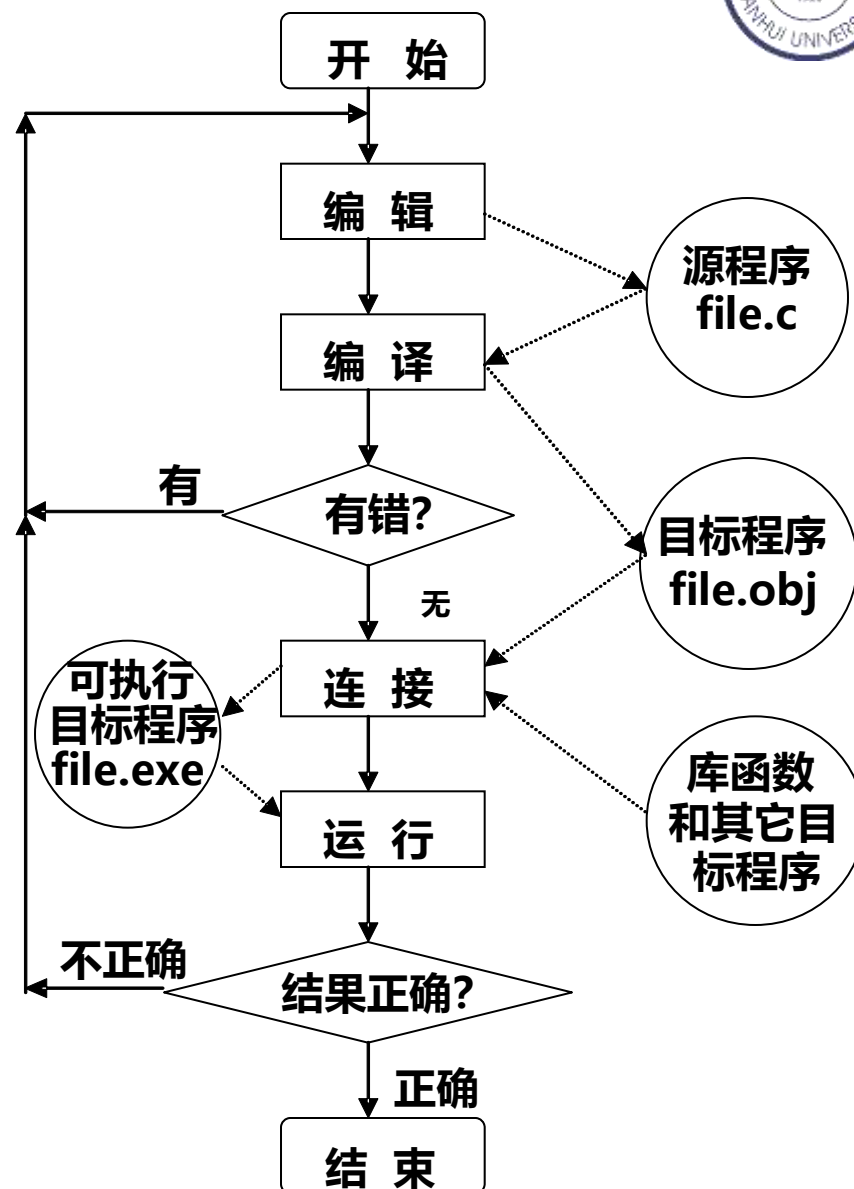 ANHUI UNIVERS
开 始
编 辑
源程序
file.c
编 译
有
有错?
目标程序
file.obj
无
可执行
目标程序
file.exe
连 接
库函数
和其它目
标程序
运 行
不正确
结果正确?
正确
结 束